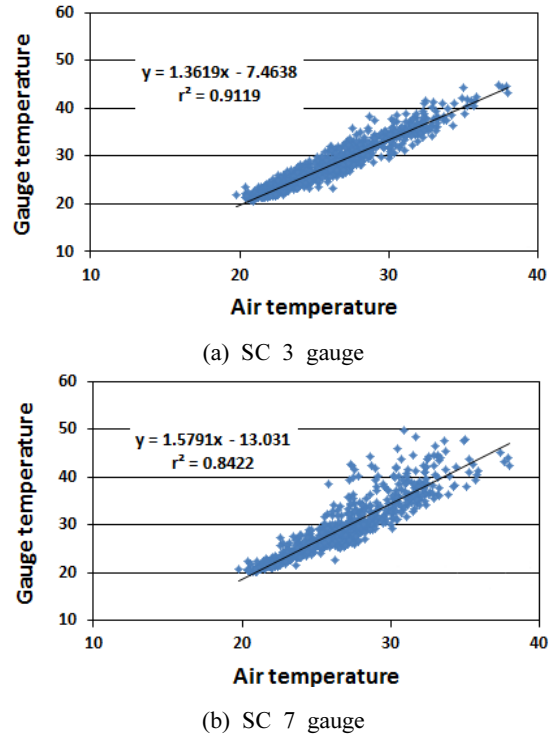 60
50
y = 1.3619x - 7.4638
r² = 0.9119
40
30
20
10
Gauge temperature
10 20 30 40
Air temperature
(a) SC 3 gauge
60
50
y = 1.5791x - 13.031
r² = 0.8422
40
30
20
10
Gauge temperature
10 20 30 40
Air temperature
(b) SC 7 gauge